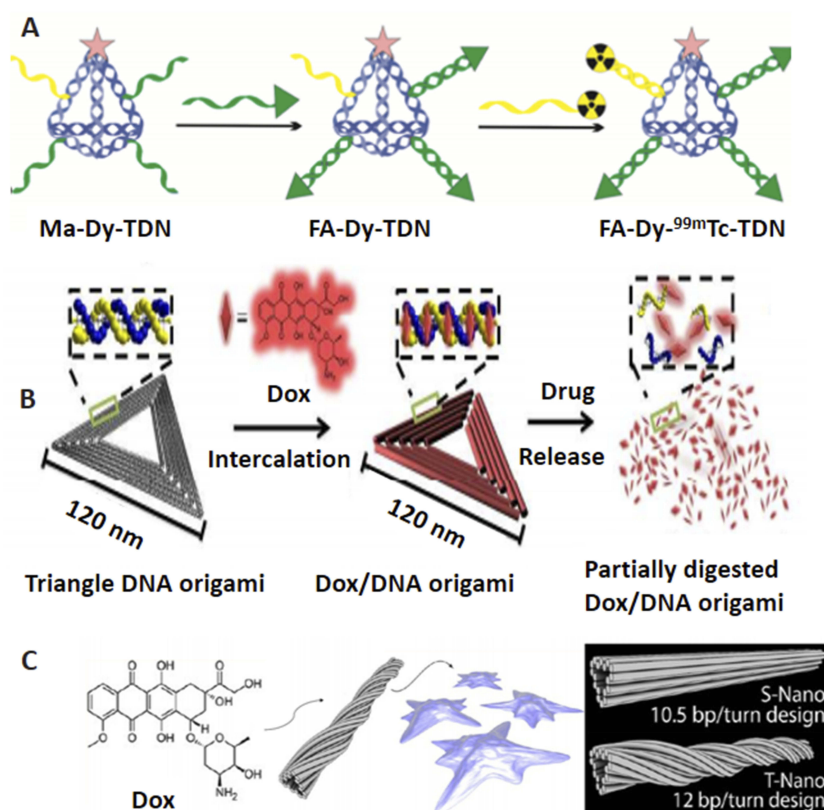 A
Ma-Dy-TDN
FA-Dy-TDN
FA-Dy-⁹⁹ᵐTc-TDN
B
=
Dox
Intercalation
Drug
Release
120 nm
120 nm
Triangle DNA origami
Dox/DNA origami
Partially digested
Dox/DNA origami
C
O
OH
O
OH
OH
O
O
OH
O
O
OH
NH₂
Dox
S-Nano
10.5 bp/turn design
T-Nano
12 bp/turn design